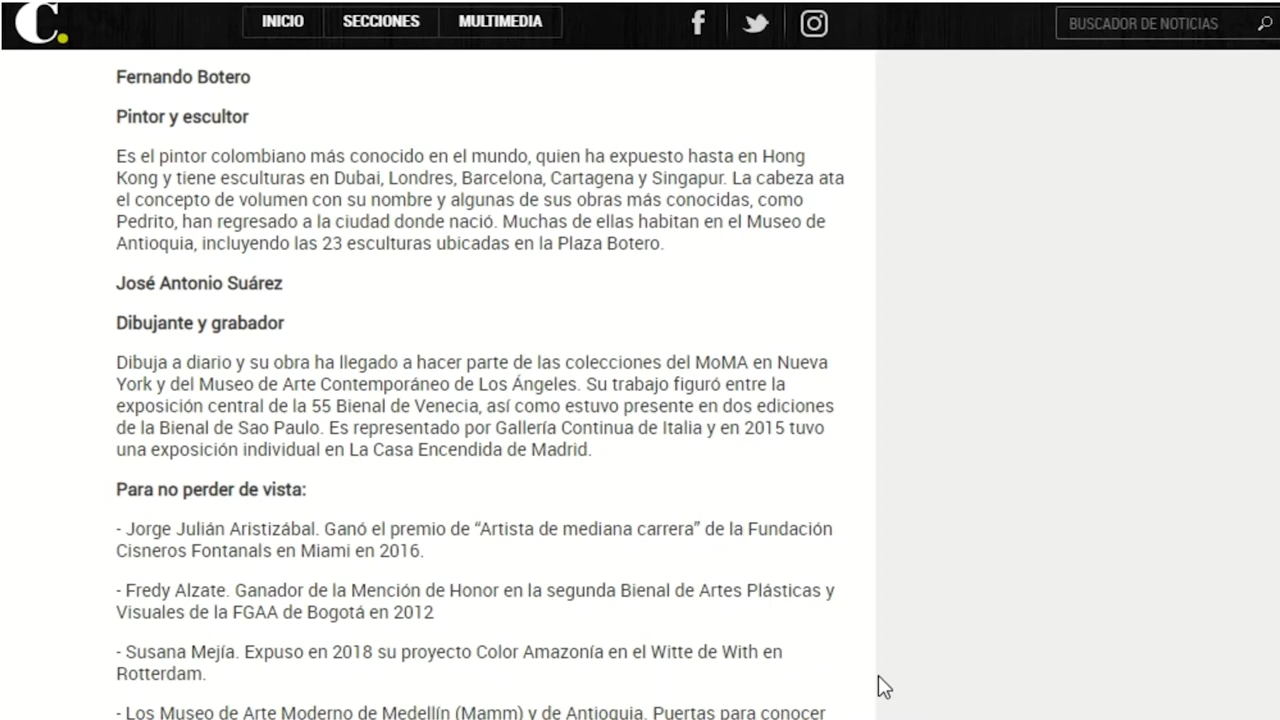 C.
INICIO
SECCIONES
MULTIMEDIA
BUSCADOR DE NOTICIAS
Fernando Botero
Pintor y escultor
Es el pintor colombiano más conocido en el mundo, quien ha expuesto hasta en Hong
Kong y tiene esculturas en Dubai, Londres, Barcelona, Cartagena y Singapur. La cabeza ata
el concepto de volumen con su nombre y algunas de sus obras más conocidas, como
Pedrito, han regresado a la ciudad donde nació. Muchas de ellas habitan en el Museo de
Antioquia, incluyendo las 23 esculturas ubicadas en la Plaza Botero.
José Antonio Suárez
Dibujante y grabador
Dibuja a diario y su obra ha llegado a hacer parte de las colecciones del MoMA en Nueva
York y del Museo de Arte Contemporáneo de Los Ángeles. Su trabajo figuró entre la
exposición central de la 55 Bienal de Venecia, así como estuvo presente en dos ediciones
de la Bienal de Sao Paulo. Es representado por Gallería Continua de Italia y en 2015 tuvo
una exposición individual en La Casa Encendida de Madrid.
Para no perder de vista:
- Jorge Julián Aristizábal. Ganó el premio de “Artista de mediana carrera” de la Fundación
Cisneros Fontanals en Miami en 2016.
- Fredy Alzate. Ganador de la Mención de Honor en la segunda Bienal de Artes Plásticas y
Visuales de la FGAA de Bogotá en 2012
- Susana Mejía. Expuso en 2018 su proyecto Color Amazonía en el Witte de With en
Rotterdam.
- Los Museo de Arte Moderno de Medellín (Mamm) y de Antioquia. Puertas para conocer